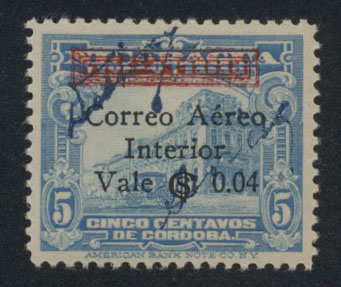 Correo Aéreo
Interior
Vale C$ 0.04
5 5
CINCO CENTAVOS
DE CORDOBA.
AMERICAN BANK NOTE CO. N.Y.